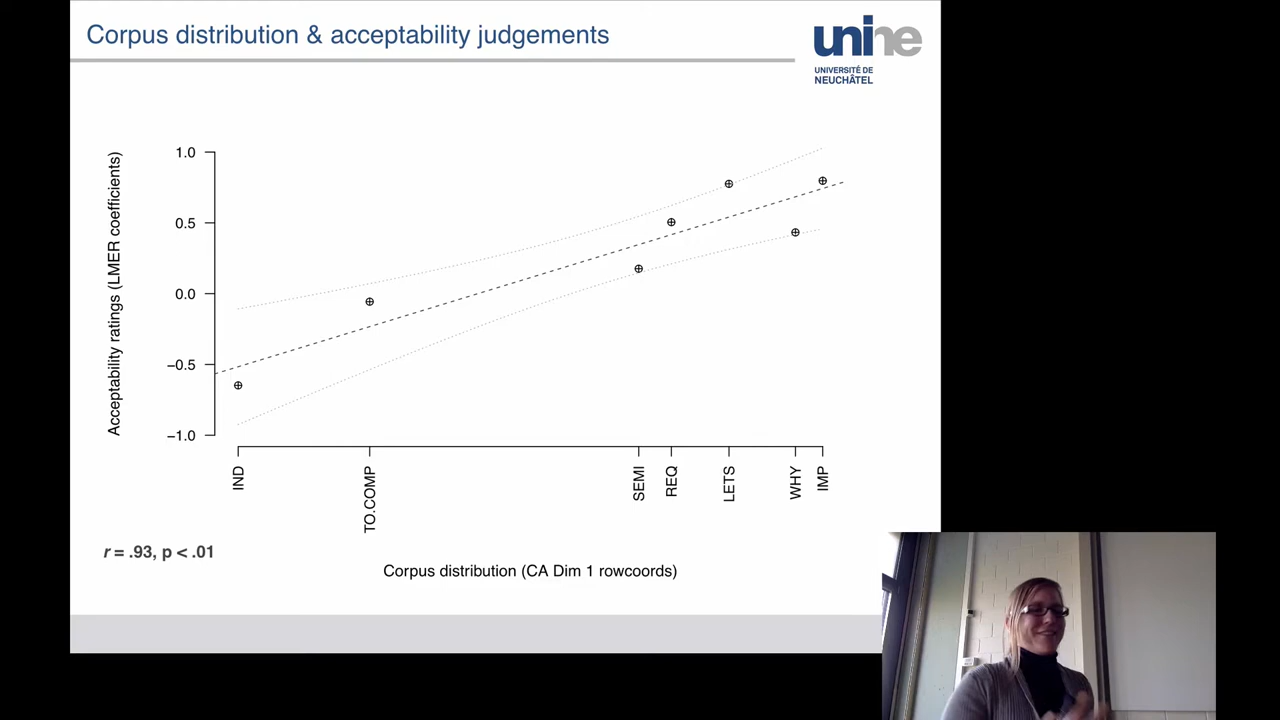 Corpus distribution & acceptability judgements
unine
UNIVERSITÉ DE
NEUCHÂTEL
Acceptability ratings (LMER coefficients)
1.0
0.5
0.0
−0.5
−1.0
IND
TO.COMP
SEMI
REQ
LETS
WHY
IMP
r = .93, p < .01
Corpus distribution (CA Dim 1 rowcoords)